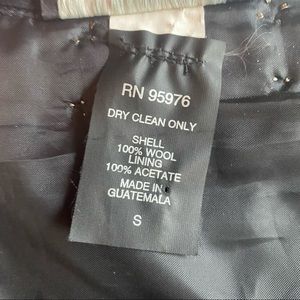 RN 95976
DRY CLEAN ONLY
SHELL
100% WOOL
LINING
100% ACETATE
MADE IN
GUATEMALA
S